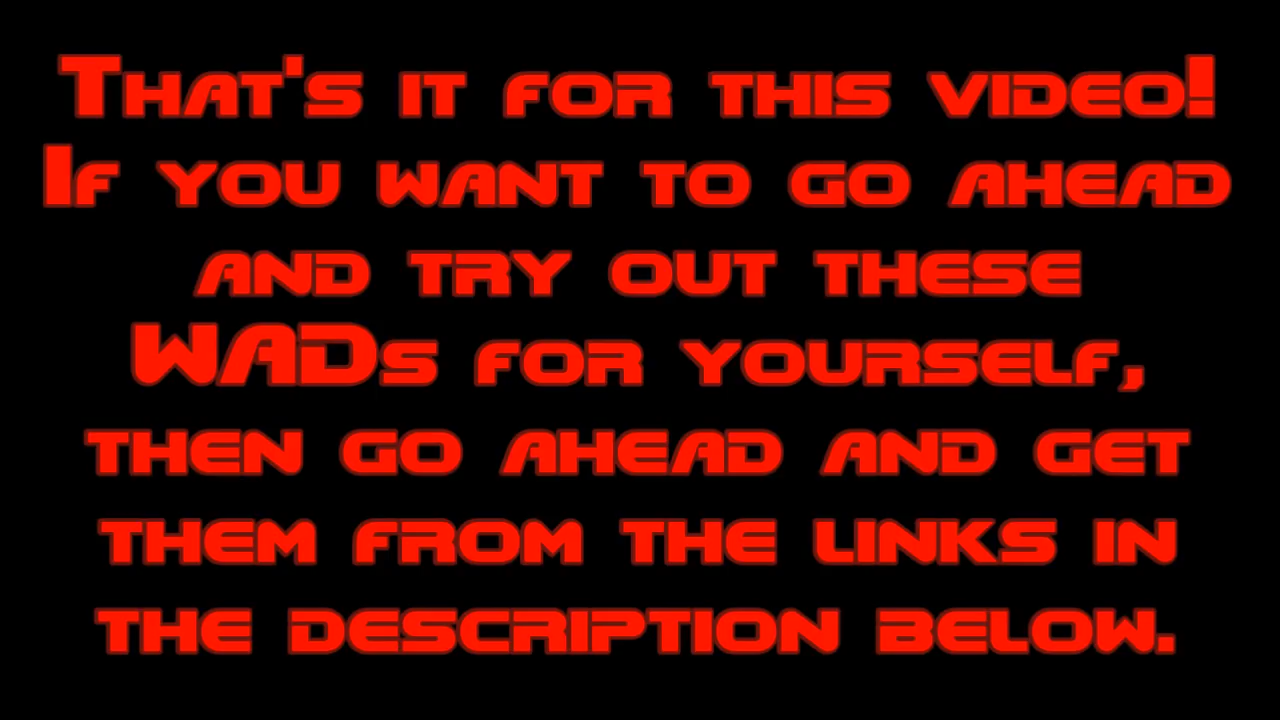 That's it for this video!
If you want to go ahead
and try out these
WADs for yourself,
then go ahead and get
them from the links in
the description below.